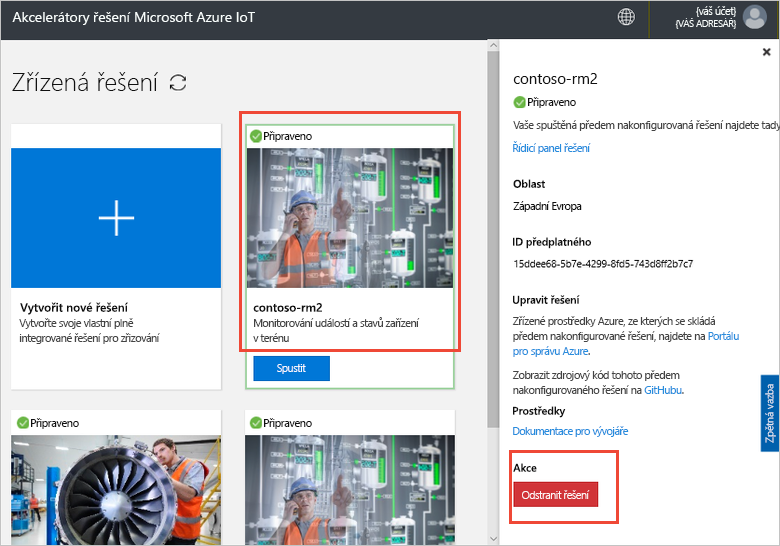 Akcelerátory řešení Microsoft Azure IoT
{váš účet}
{VÁŠ ADRESÁŘ}
Zřízená řešení
Vytvořit nové řešení
Vytvořte svoje vlastní plně
integrované řešení pro zřizování
Připraveno
contoso-rm2
Monitorování událostí a stavů zařízení
v terénu
Spustit
Připraveno
Připraveno
contoso-rm2
Připraveno
Vaše spuštěná předem nakonfigurovaná řešení najdete tady
Řídicí panel řešení
Oblast
Západní Evropa
ID předplatného
15ddee68-5b7e-4299-8fd5-743d8ff2b7c7
Upravit řešení
Zřízené prostředky Azure, ze kterých se skládá
předem nakonfigurované řešení, najdete na Portálu
pro správu Azure.
Zobrazit zdrojový kód tohoto předem
nakonfigurovaného řešení na GitHubu.
Prostředky
Dokumentace pro vývojáře
Akce
Odstranit řešení
Zpětná vazba